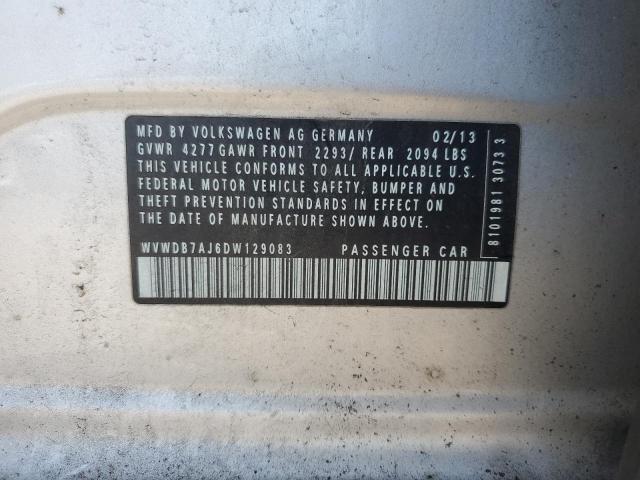 MFD BY VOLKSWAGEN AG GERMANY 02/13
GVWR 4277 GAWR FRONT 2293/ REAR 2094 LBS
THIS VEHICLE CONFORMS TO ALL APPLICABLE U.S.
FEDERAL MOTOR VEHICLE SAFETY, BUMPER AND
THEFT PREVENTION STANDARDS IN EFFECT ON
THE DATE OF MANUFACTURE SHOWN ABOVE.
WVWDB7AJ6DW129083 PASSENGER CAR
8101981 3073 3